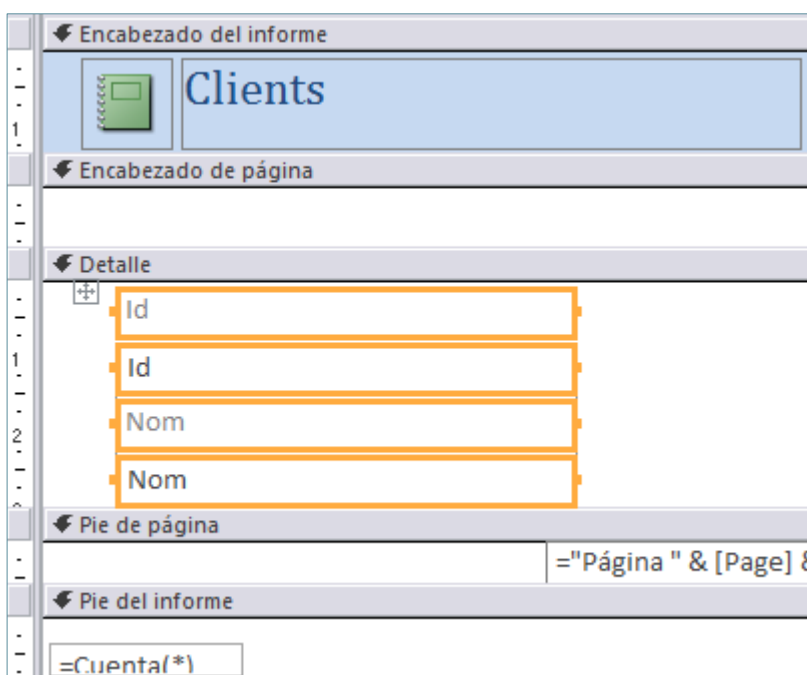 Encabezado del informe
Clients
1
Encabezado de página
Detalle
Id
1
Id
Nom
2
Nom
Pie de página
="Página " & [Page] &
Pie del informe
=Cuenta(*)